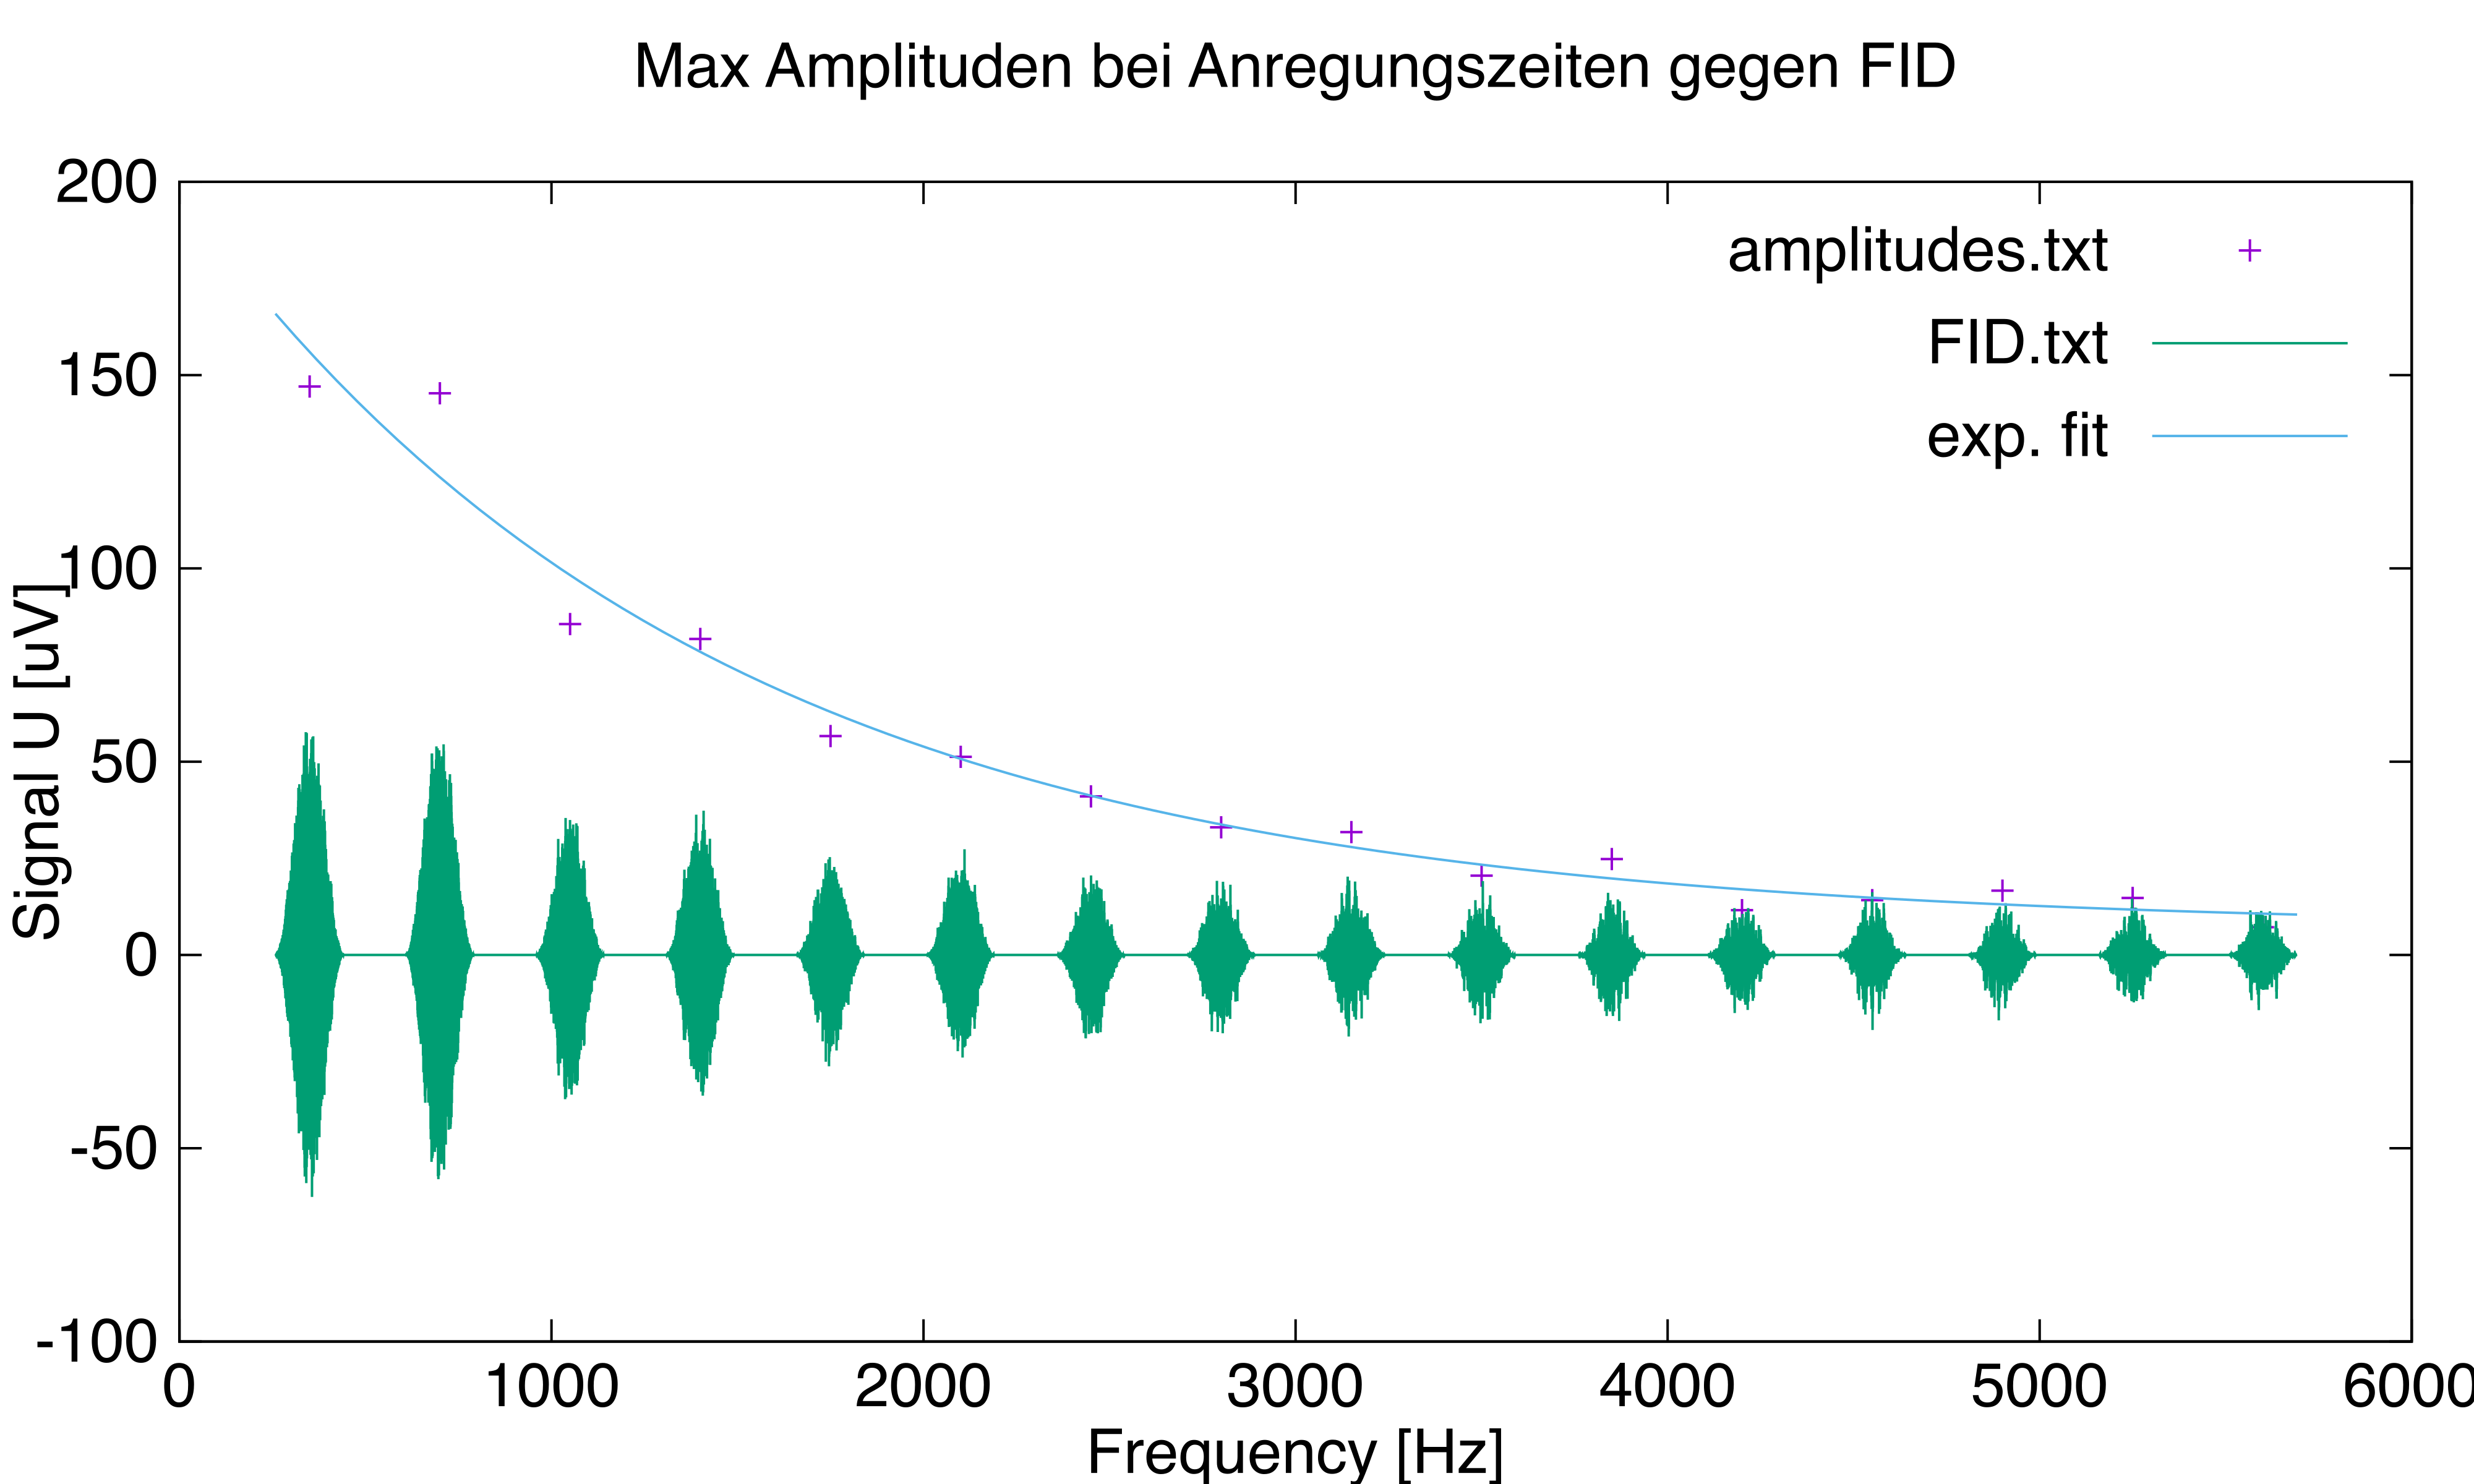 Max Amplituden bei Anregungszeiten gegen FID
200
150
100
50
0
-50
-100
Signal U [uV]
amplitudes.txt
FID.txt
exp. fit
0 1000 2000 3000 4000 5000 6000
Frequency [Hz]